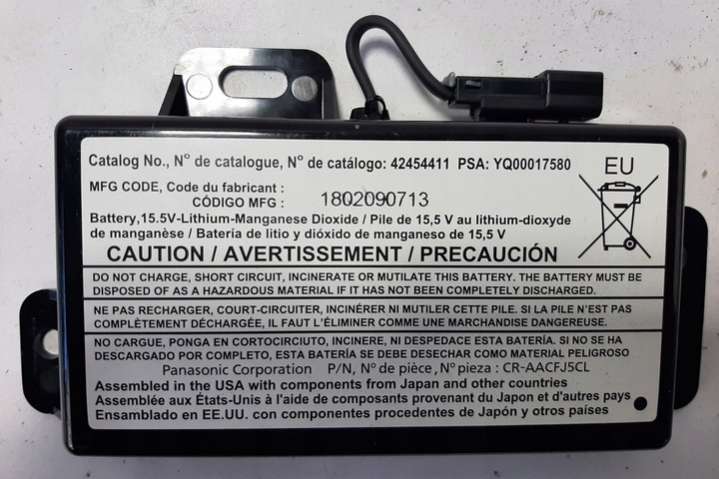 Catalog No., N° de catalogue, N° de catálogo: 42454411 PSA: YQ00017580
EU
MFG CODE, Code du fabricant :
CÓDIGO MFG : 1802090713
Battery,15.5V-Lithium-Manganese Dioxide / Pile de 15,5 V au lithium-dioxyde
de manganèse / Batería de litio y dióxido de manganeso de 15,5 V
CAUTION / AVERTISSEMENT / PRECAUCIÓN
DO NOT CHARGE, SHORT CIRCUIT, INCINERATE OR MUTILATE THIS BATTERY. THE BATTERY MUST BE
DISPOSED OF AS A HAZARDOUS MATERIAL IF IT HAS NOT BEEN COMPLETELY DISCHARGED.
NE PAS RECHARGER, COURT-CIRCUITER, INCINÉRER NI MUTILER CETTE PILE. SI LA PILE N'EST PAS
COMPLÈTEMENT DÉCHARGÉE, IL FAUT L'ÉLIMINER COMME UNE MARCHANDISE DANGEREUSE.
NO CARGUE, PONGA EN CORTOCIRCUITO, INCINERE, NI DESPEDACE ESTA BATERÍA. SI NO SE HA
DESCARGADO POR COMPLETO, ESTA BATERÍA SE DEBE DESECHAR COMO MATERIAL PELIGROSO
Panasonic Corporation P/N, N° de pièce, N° pieza : CR-AACFJ5CL
Assembled in the USA with components from Japan and other countries
Assemblée aux États-Unis à l'aide de composants provenant du Japon et d'autres pays
Ensamblado en EE.UU. con componentes procedentes de Japón y otros países